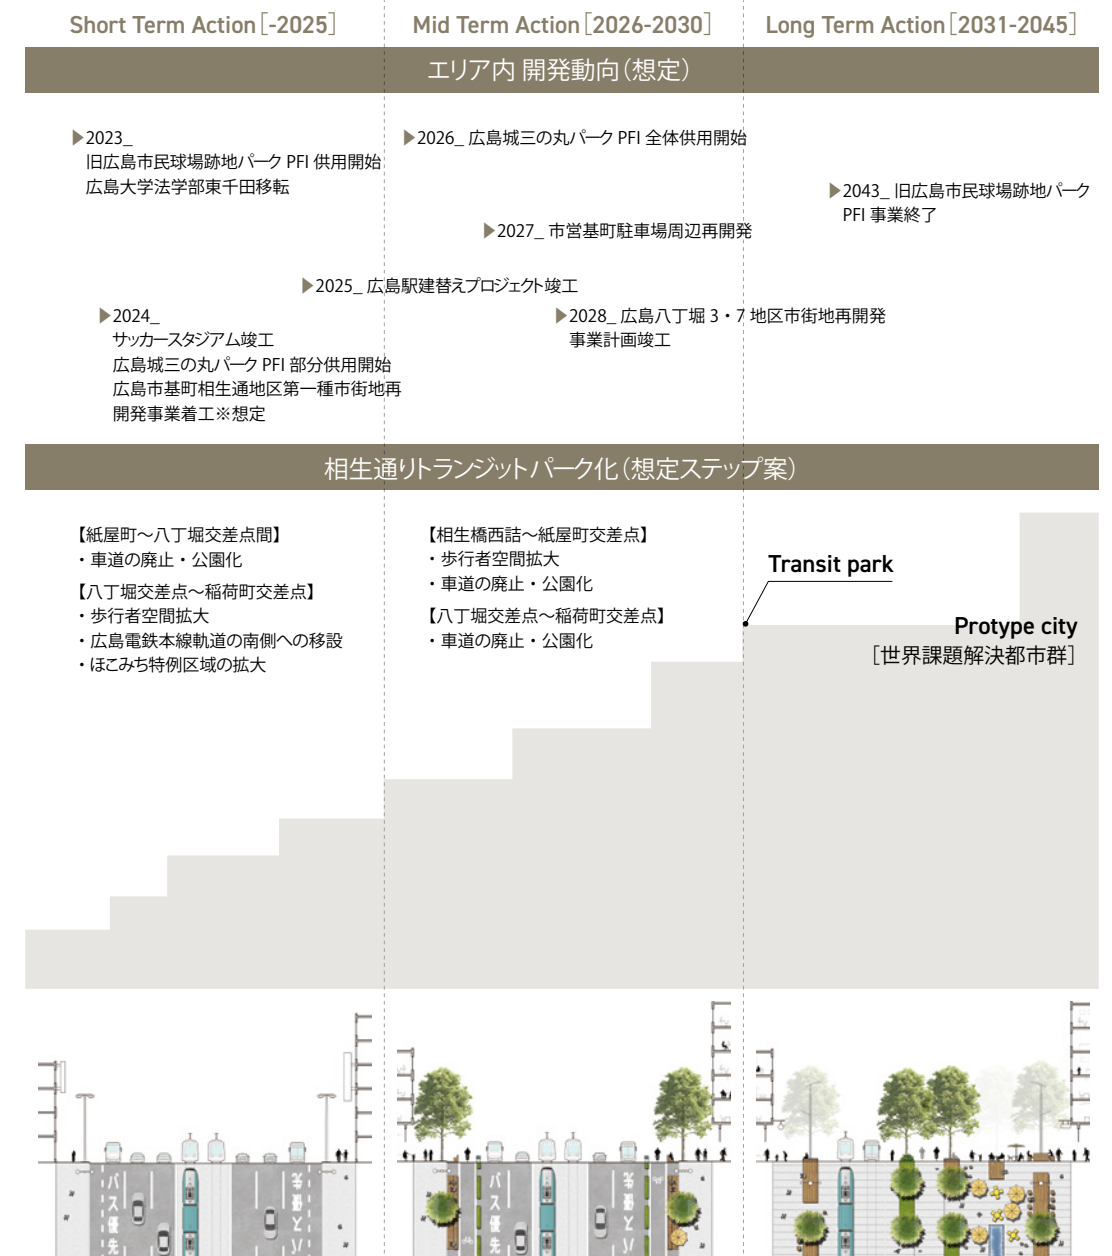 Short Term Action［-2025］
Mid Term Action［2026-2030］
Long Term Action［2031-2045］
エリア内 開発動向（想定）
▶2023_
旧広島市民球場跡地パーク PFI 供用開始
広島大学法学部東千田移転
▶2026_ 広島城三の丸パーク PFI 全体供用開始
▶2043_ 旧広島市民球場跡地パーク
PFI 事業終了
▶2027_ 市営基町駐車場周辺再開発
▶2025_ 広島駅建替えプロジェクト竣工
▶2024_
サッカースタジアム竣工
広島城三の丸パーク PFI 部分供用開始
広島市基町相生通地区第一種市街地再
開発事業着工※想定
▶2028_ 広島八丁堀 3・7 地区市街地再開発
事業計画竣工
相生通りトランジットパーク化（想定ステップ案）
【紙屋町～八丁堀交差点間】
・車道の廃止・公園化
【八丁堀交差点～稲荷町交差点】
・歩行者空間拡大
・広島電鉄本線軌道の南側への移設
・ほこみち特例区域の拡大
【相生橋西詰～紙屋町交差点】
・歩行者空間拡大
・車道の廃止・公園化
【八丁堀交差点～稲荷町交差点】
・車道の廃止・公園化
Transit park
Protype city
［世界課題解決都市群］
バス優先
バス優先
バス優先
バス優先